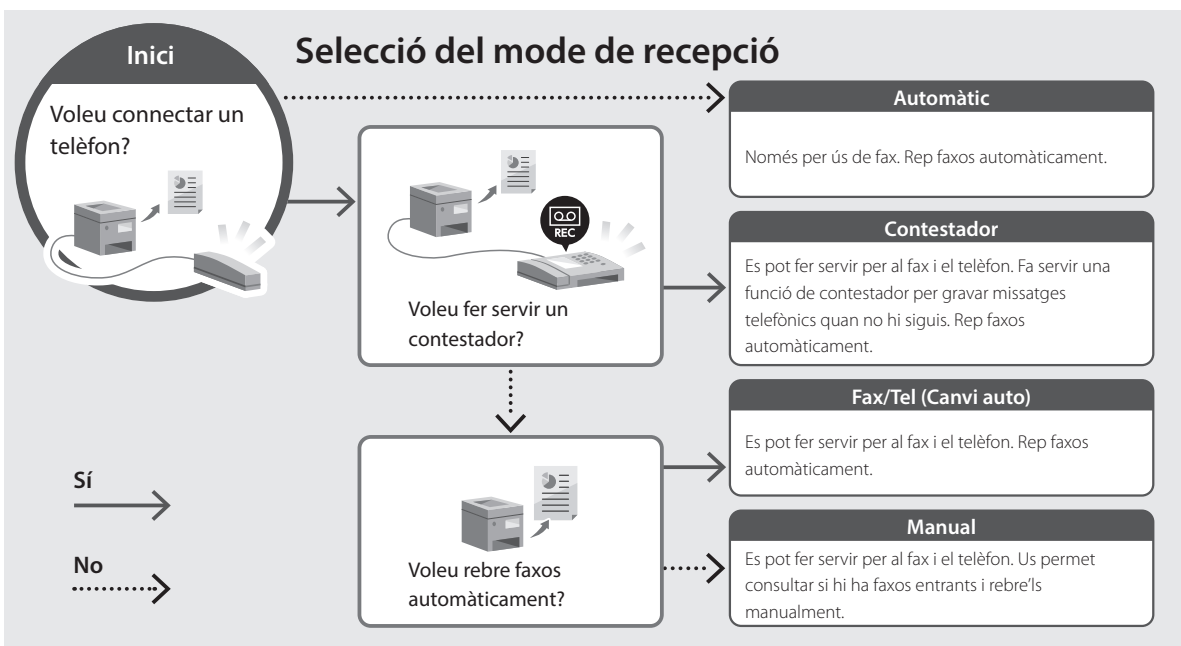 Selecció del mode de recepció
Inici
Voleu connectar un
telèfon?
REC
Voleu fer servir un
contestador?
Voleu rebre faxos
automàticament?
Automàtic
Només per ús de fax. Rep faxos automàticament.
Contestador
Es pot fer servir per al fax i el telèfon. Fa servir una
funció de contestador per gravar missatges
telefònics quan no hi siguis. Rep faxos
automàticament.
Fax/Tel (Canvi auto)
Es pot fer servir per al fax i el telèfon. Rep faxos
automàticament.
Manual
Es pot fer servir per al fax i el telèfon. Us permet
consultar si hi ha faxos entrants i rebre’ls
manualment.
Sí
No